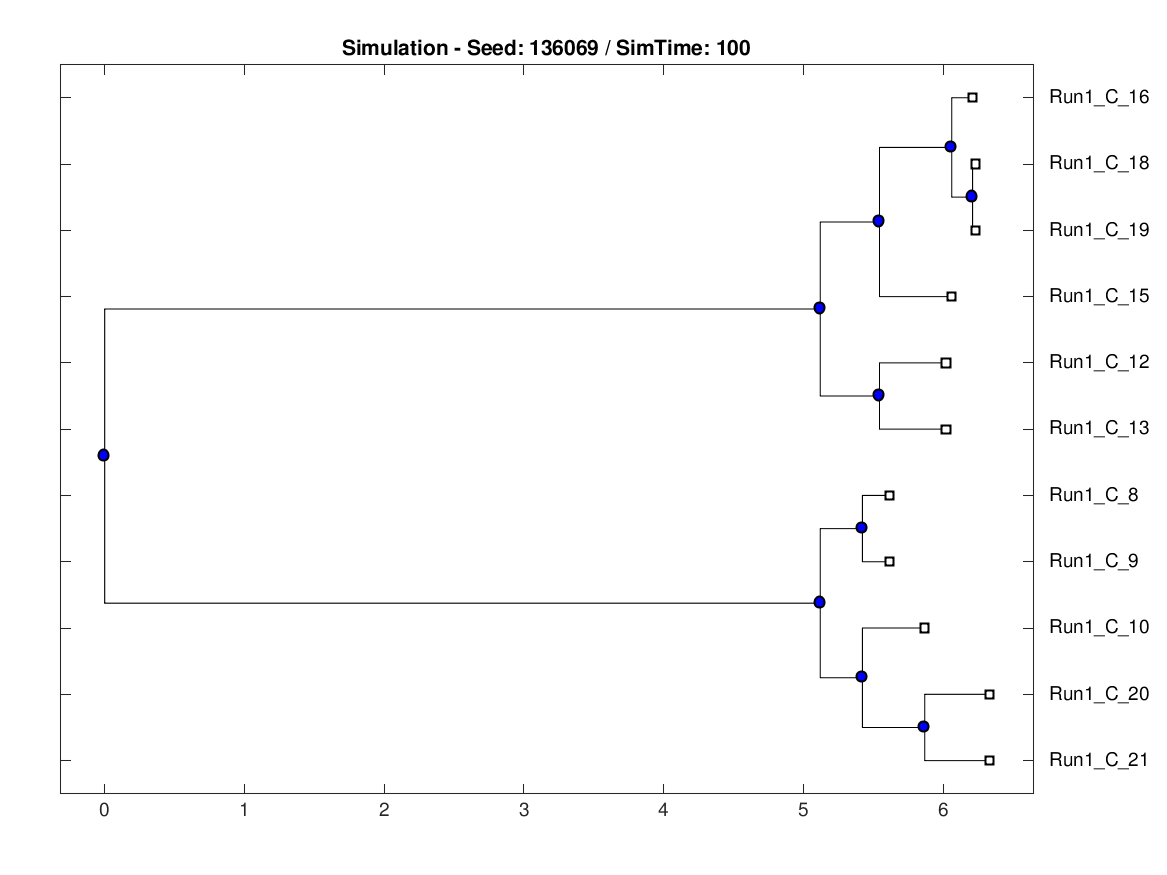 Simulation - Seed: 136069 / SimTime: 100
Run1_C_16
Run1_C_18
Run1_C_19
Run1_C_15
Run1_C_12
Run1_C_13
Run1_C_8
Run1_C_9
Run1_C_10
Run1_C_20
Run1_C_21
0 1 2 3 4 5 6